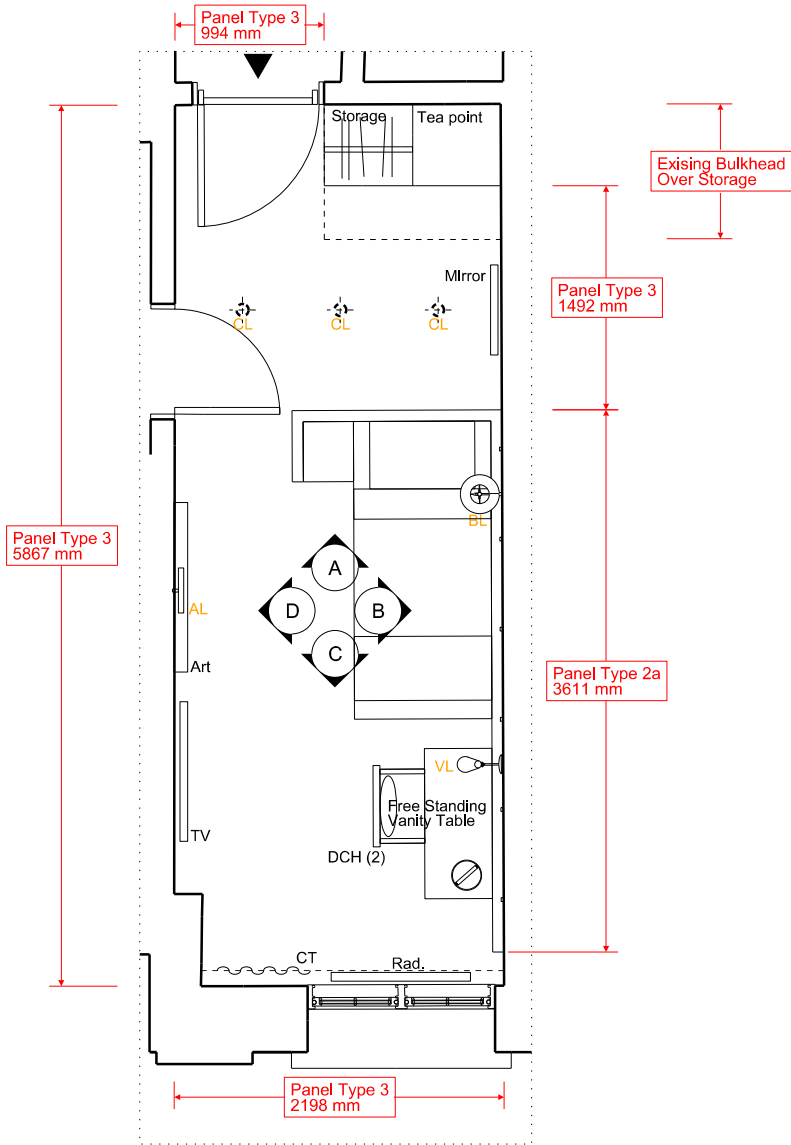 Panel Type 3
994 mm
Storage
Tea point
Exising Bulkhead
Over Storage
MIrror
Panel Type 3
1492 mm
CL
CL
CL
BL
Panel Type 3
5867 mm
A
D
B
C
AL
Art
Panel Type 2a
3611 mm
VL
Free Standing
Vanity Table
TV
DCH (2)
CT
Rad.
Panel Type 3
2198 mm